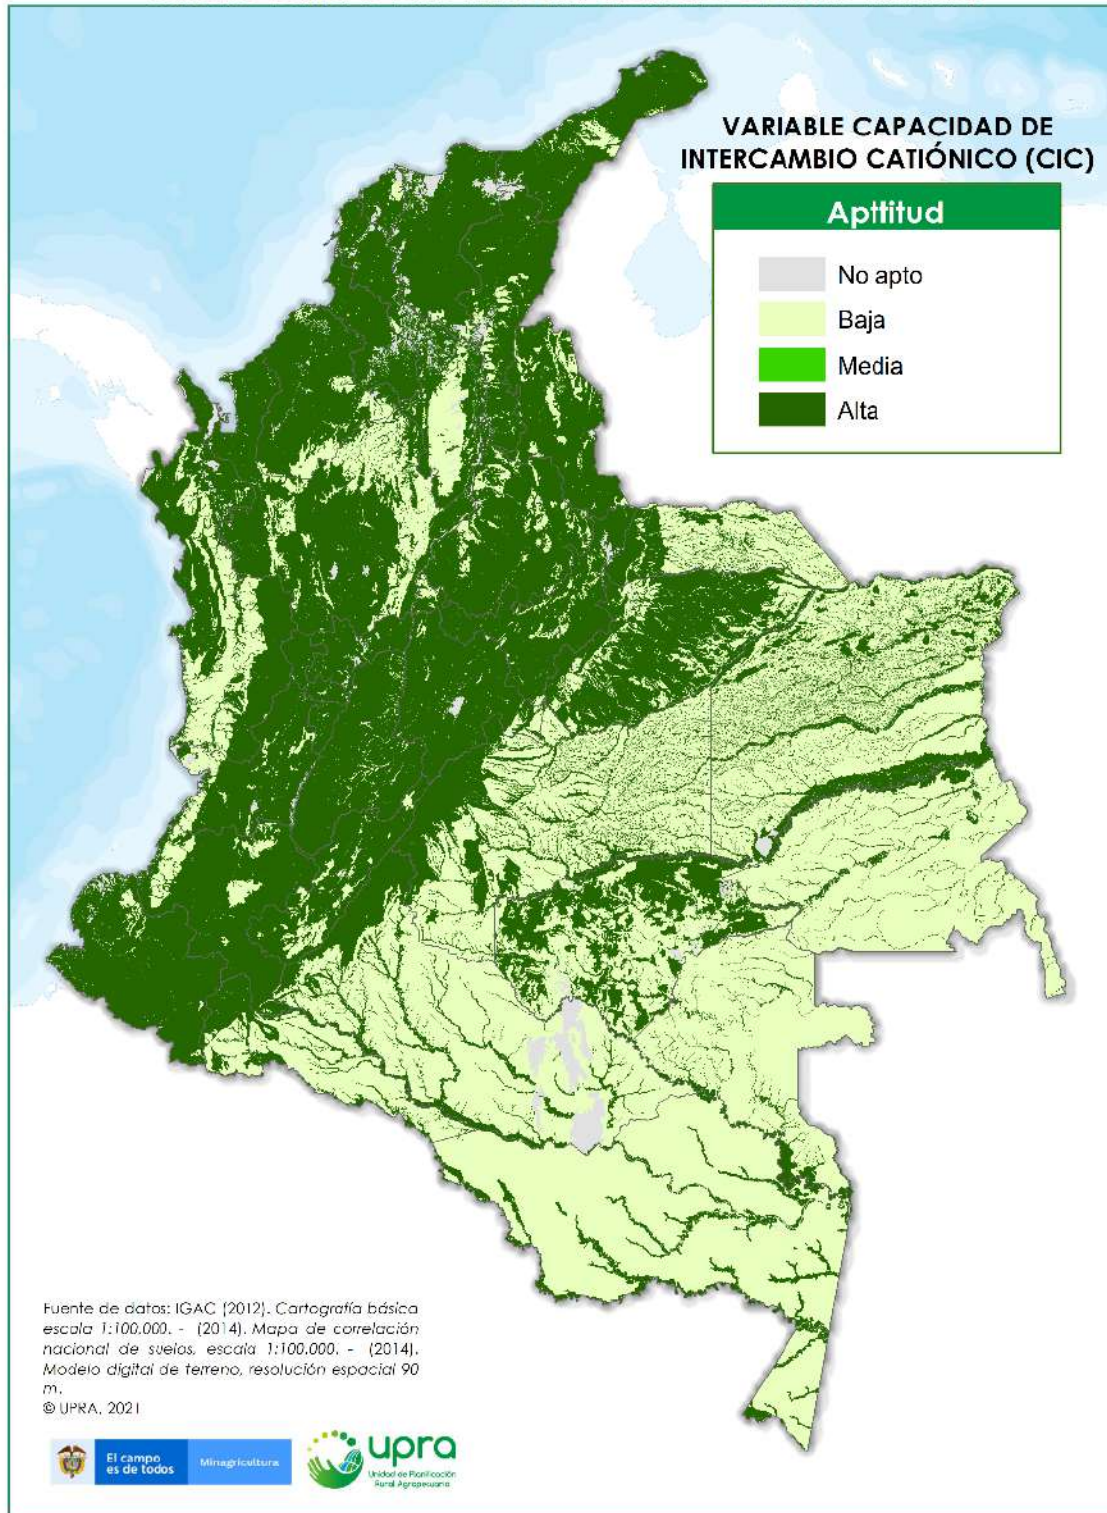 VARIABLE CAPACIDAD DE
INTERCAMBIO CATIÓNICO (CIC)
Apttitud
No apto
Baja
Media
Alta
Fuente de datos: IGAC (2012). Cartografía básica
escala 1:100.000. - (2014). Mapa de correlación
nacional de suelos, escala 1:100.000. - (2014).
Modelo digital de terreno, resolución espacial 90
m.
© UPRA, 2021
El campo
es de todos
Minagricultura
upra
Unidad de Planificación
Rural Agropecuaria